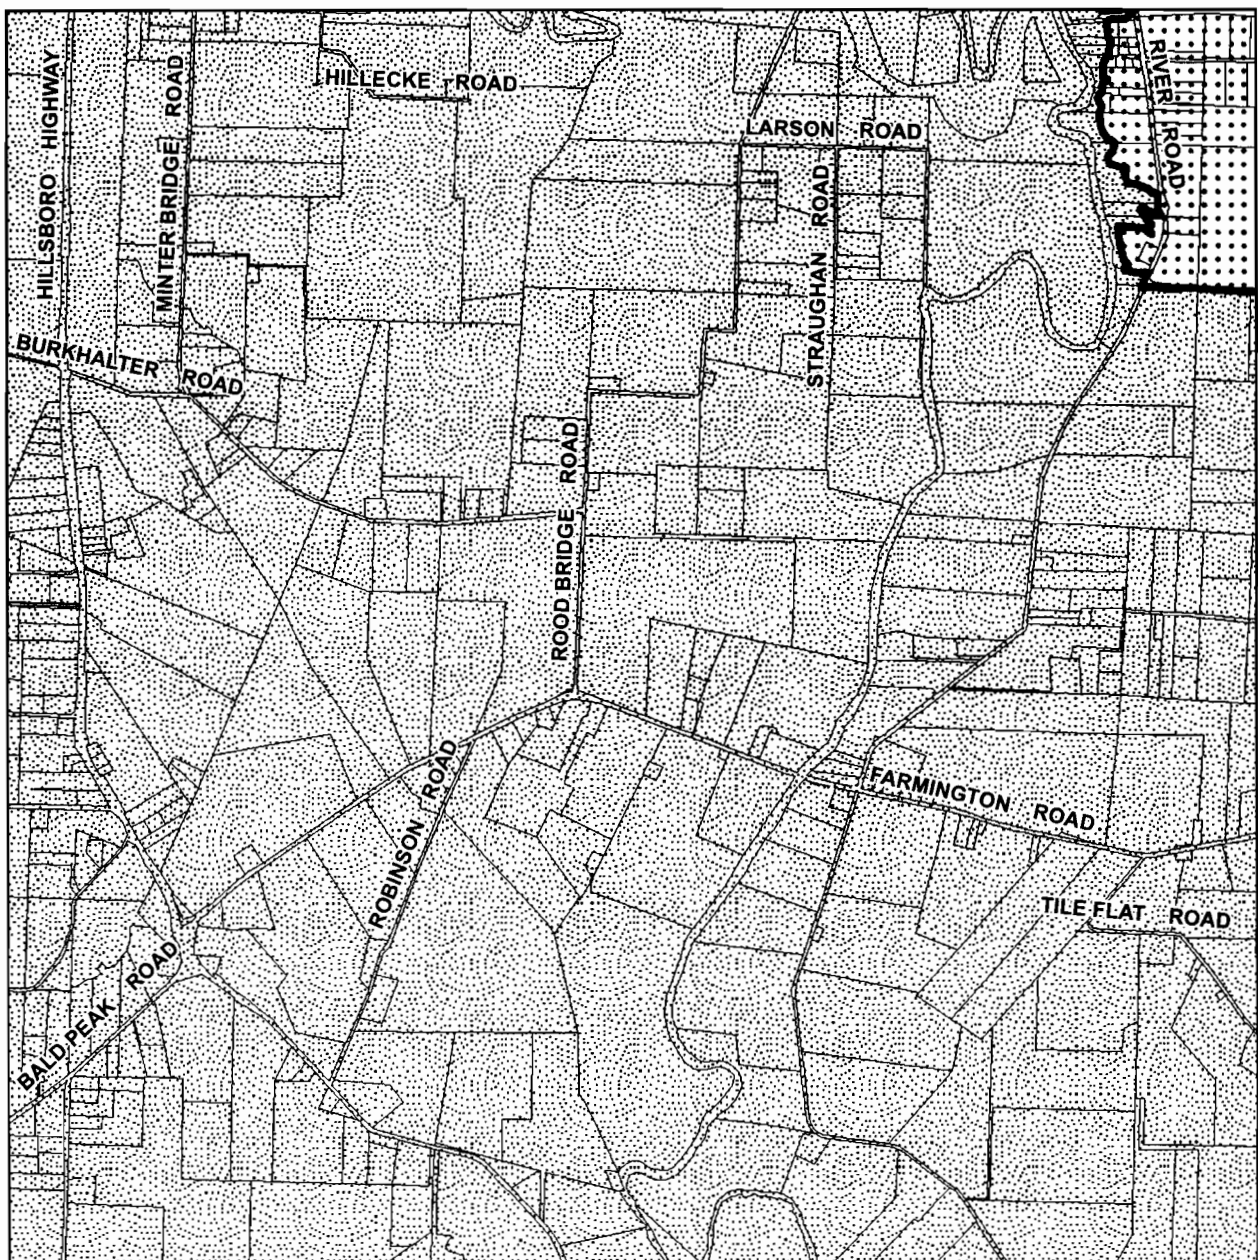 HILLSBORO HIGHWAY
MINTER BRIDGE ROAD
HILLECKE ROAD
LARSON ROAD
RIVER ROAD
STRAUGHAN ROAD
BURKHALTER ROAD
ROOD BRIDGE ROAD
ROBINSON ROAD
FARMINGTON ROAD
TILE FLAT ROAD
BALD PEAK ROAD